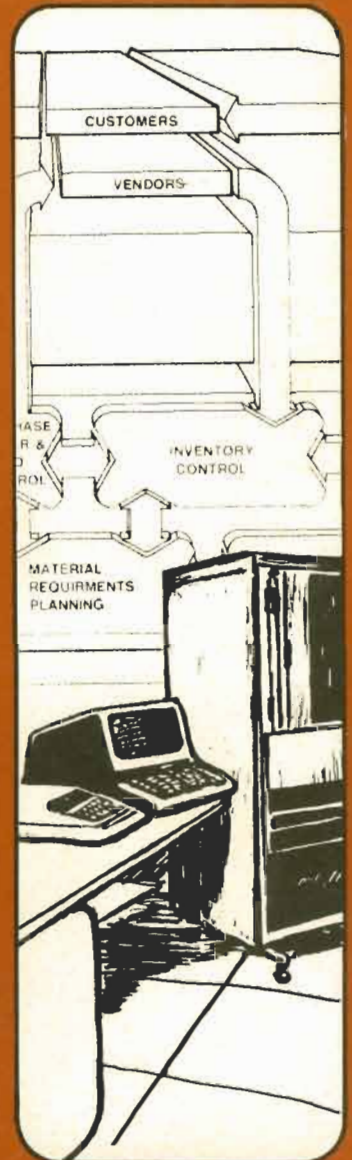 CUSTOMERS
VENDORS
HASE
R &
ROL
INVENTORY
CONTROL
MATERIAL
REQUIRMENTS
PLANNING